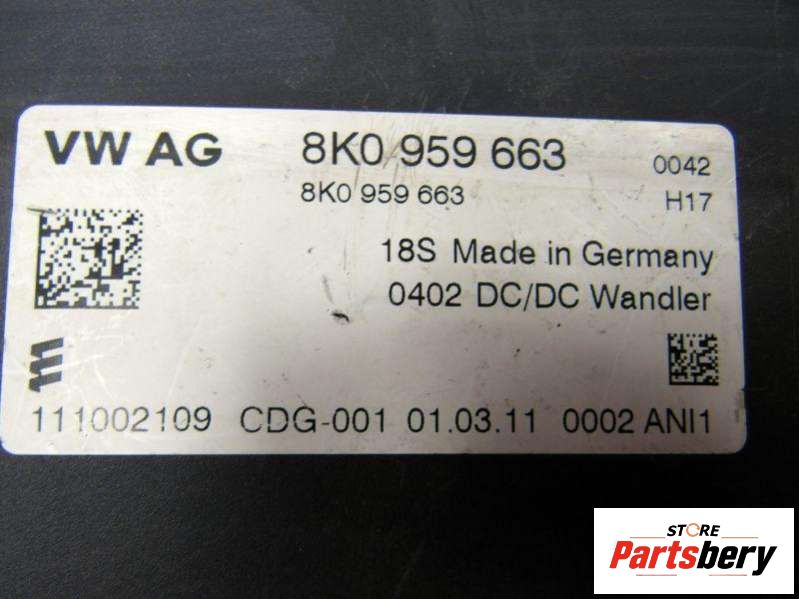 VW AG 8K0 959 663 0042
8K0 959 663 H17
18S Made in Germany
0402 DC/DC Wandler
111002109 CDG-001 01.03.11 0002 ANI1
STORE
Partsbery